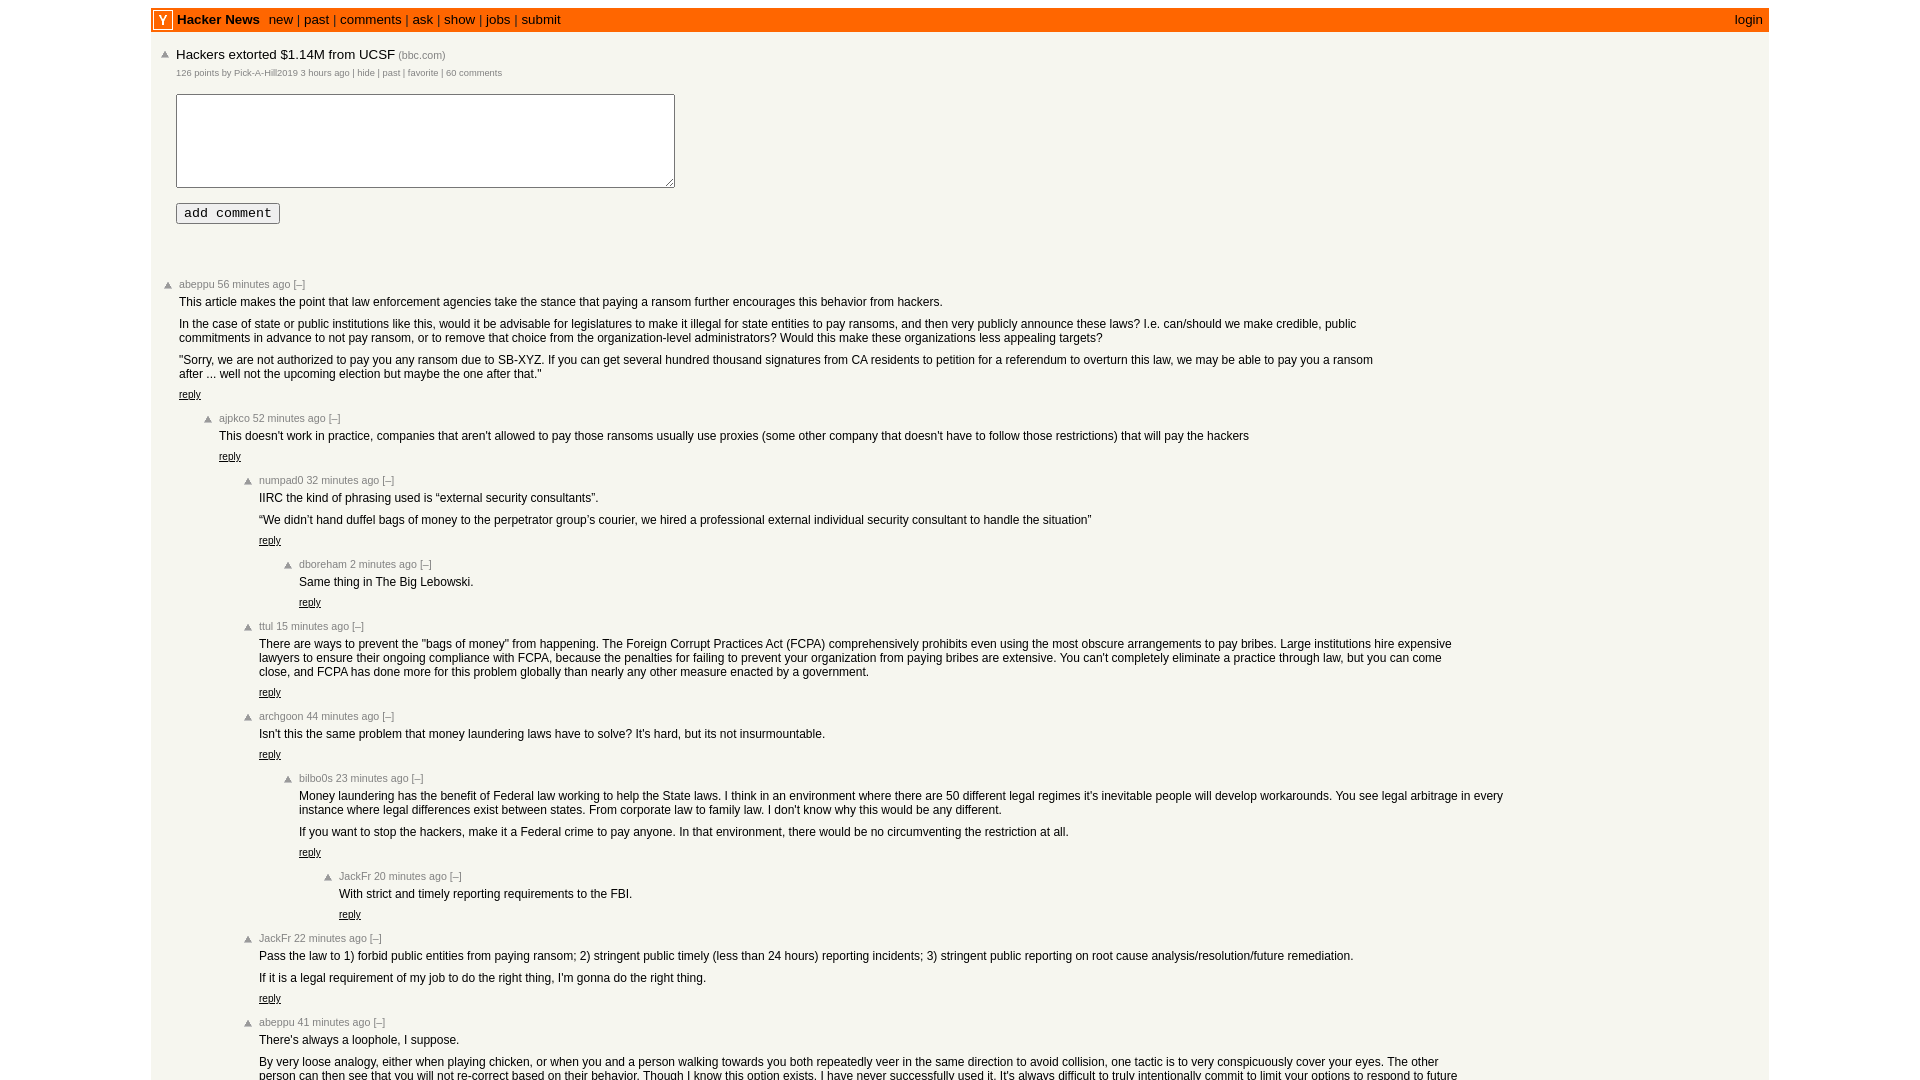 Y Hacker News new | past | comments | ask | show | jobs | submit login
Hackers extorted $1.14M from UCSF (bbc.com)
126 points by Pick-A-Hill2019 3 hours ago | hide | past | favorite | 60 comments
add comment
abeppu 56 minutes ago [–]
This article makes the point that law enforcement agencies take the stance that paying a ransom further encourages this behavior from hackers.
In the case of state or public institutions like this, would it be advisable for legislatures to make it illegal for state entities to pay ransoms, and then very publicly announce these laws? I.e. can/should we make credible, public
commitments in advance to not pay ransom, or to remove that choice from the organization-level administrators? Would this make these organizations less appealing targets?
"Sorry, we are not authorized to pay you any ransom due to SB-XYZ. If you can get several hundred thousand signatures from CA residents to petition for a referendum to overturn this law, we may be able to pay you a ransom
after ... well not the upcoming election but maybe the one after that."
reply
ajpkco 52 minutes ago [–]
This doesn't work in practice, companies that aren't allowed to pay those ransoms usually use proxies (some other company that doesn't have to follow those restrictions) that will pay the hackers
reply
numpad0 32 minutes ago [–]
IIRC the kind of phrasing used is “external security consultants”.
“We didn’t hand duffel bags of money to the perpetrator group’s courier, we hired a professional external individual security consultant to handle the situation”
reply
dboreham 2 minutes ago [–]
Same thing in The Big Lebowski.
reply
ttul 15 minutes ago [–]
There are ways to prevent the "bags of money" from happening. The Foreign Corrupt Practices Act (FCPA) comprehensively prohibits even using the most obscure arrangements to pay bribes. Large institutions hire expensive
lawyers to ensure their ongoing compliance with FCPA, because the penalties for failing to prevent your organization from paying bribes are extensive. You can't completely eliminate a practice through law, but you can come
close, and FCPA has done more for this problem globally than nearly any other measure enacted by a government.
reply
archgoon 44 minutes ago [–]
Isn't this the same problem that money laundering laws have to solve? It's hard, but its not insurmountable.
reply
bilbo0s 23 minutes ago [–]
Money laundering has the benefit of Federal law working to help the State laws. I think in an environment where there are 50 different legal regimes it's inevitable people will develop workarounds. You see legal arbitrage in every
instance where legal differences exist between states. From corporate law to family law. I don't know why this would be any different.
If you want to stop the hackers, make it a Federal crime to pay anyone. In that environment, there would be no circumventing the restriction at all.
reply
JackFr 20 minutes ago [–]
With strict and timely reporting requirements to the FBI.
reply
JackFr 22 minutes ago [–]
Pass the law to 1) forbid public entities from paying ransom; 2) stringent public timely (less than 24 hours) reporting incidents; 3) stringent public reporting on root cause analysis/resolution/future remediation.
If it is a legal requirement of my job to do the right thing, I'm gonna do the right thing.
reply
abeppu 41 minutes ago [–]
There's always a loophole, I suppose.
By very loose analogy, either when playing chicken, or when you and a person walking towards you both repeatedly veer in the same direction to avoid collision, one tactic is to very conspicuously cover your eyes. The other
person can then see that you will not re-correct based on their behavior. Though I know this option exists, I have never successfully used it. It's always difficult to truly intentionally commit to limit your options to respond to future